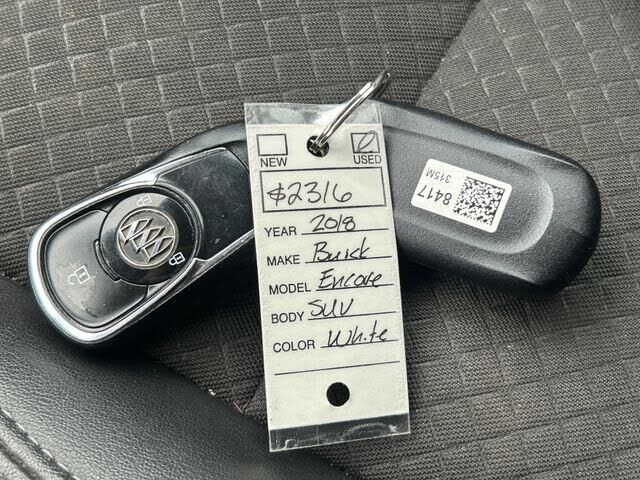 NEW USED
$2316
YEAR 2018
MAKE Buick
MODEL Encore
BODY SUV
COLOR White
8417
315M